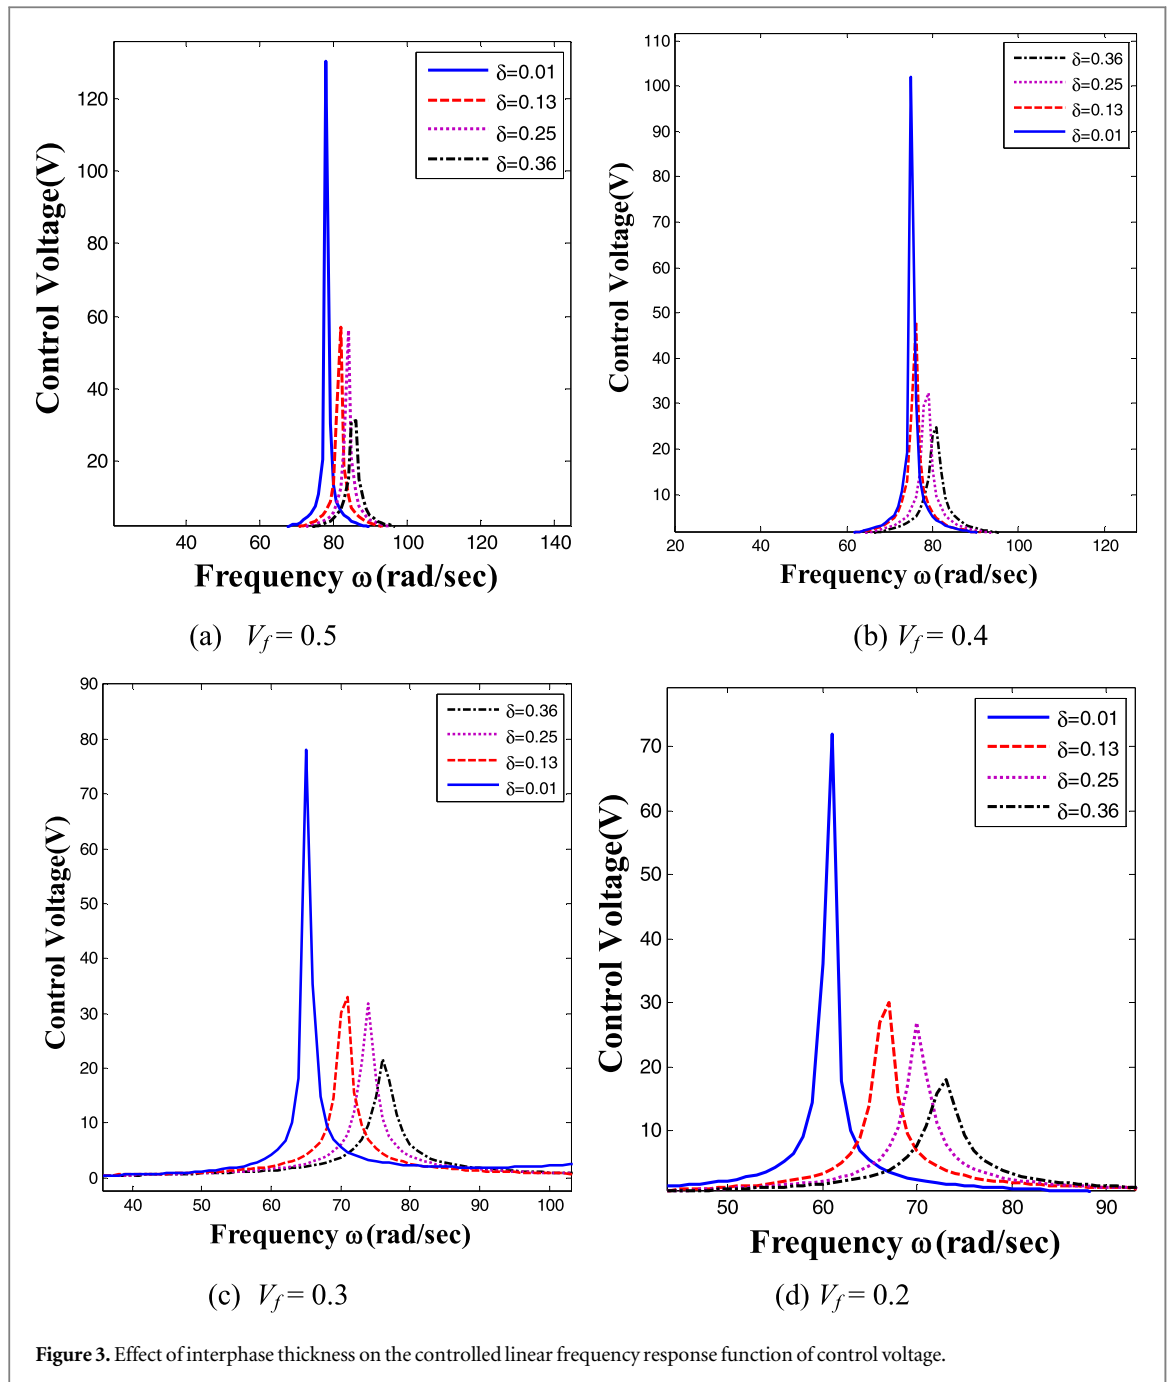 120
100
80
60
40
20
40
60
80
100
120
140
Control Voltage(V)
Frequency ω (rad/sec)
δ=0.01
δ=0.13
δ=0.25
δ=0.36
(a) V_f = 0.5
110
100
90
80
70
60
50
40
30
20
10
20
40
60
80
100
120
Control Voltage(V)
Frequency ω (rad/sec)
δ=0.36
δ=0.25
δ=0.13
δ=0.01
(b) V_f = 0.4
90
80
70
60
50
40
30
20
10
0
40
50
60
70
80
90
100
Control Voltage(V)
Frequency ω (rad/sec)
δ=0.36
δ=0.25
δ=0.13
δ=0.01
(c) V_f = 0.3
70
60
50
40
30
20
10
50
60
70
80
90
Control Voltage(V)
Frequency ω (rad/sec)
δ=0.01
δ=0.13
δ=0.25
δ=0.36
(d) V_f = 0.2
Figure 3. Effect of interphase thickness on the controlled linear frequency response function of control voltage.